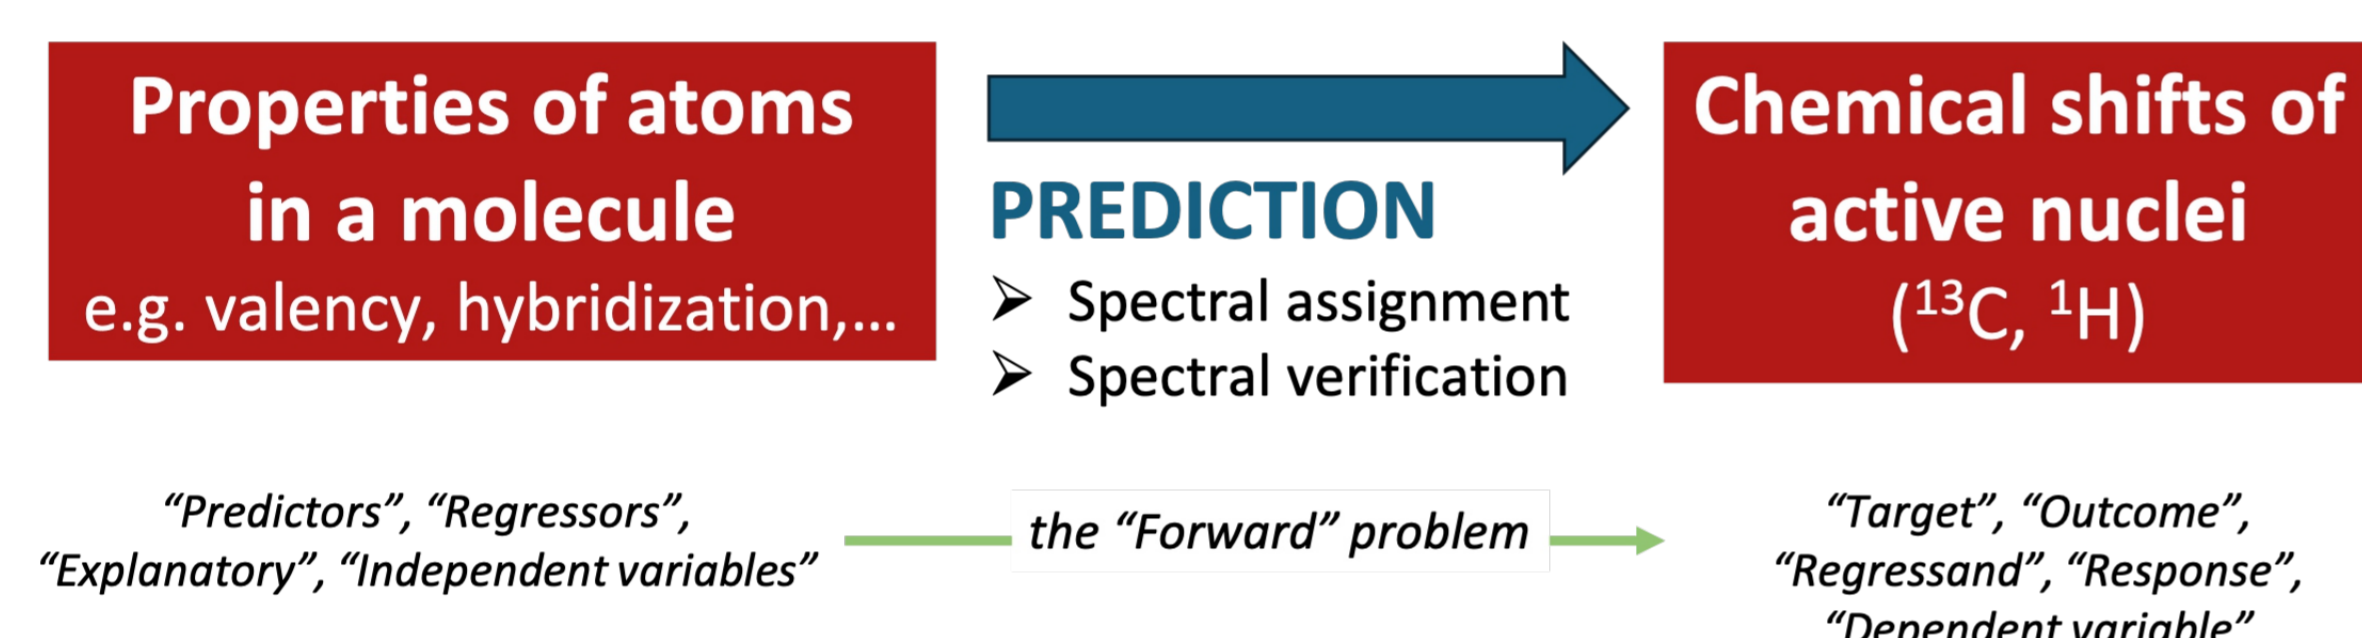 Properties of atoms
in a molecule
e.g. valency, hybridization,...
PREDICTION
➢ Spectral assignment
➢ Spectral verification
Chemical shifts of
active nuclei
(¹³C, ¹H)
“Predictors”, “Regressors”,
“Explanatory”, “Independent variables”
the “Forward” problem
“Target”, “Outcome”,
“Regressand”, “Response”,
“Dependent variable”